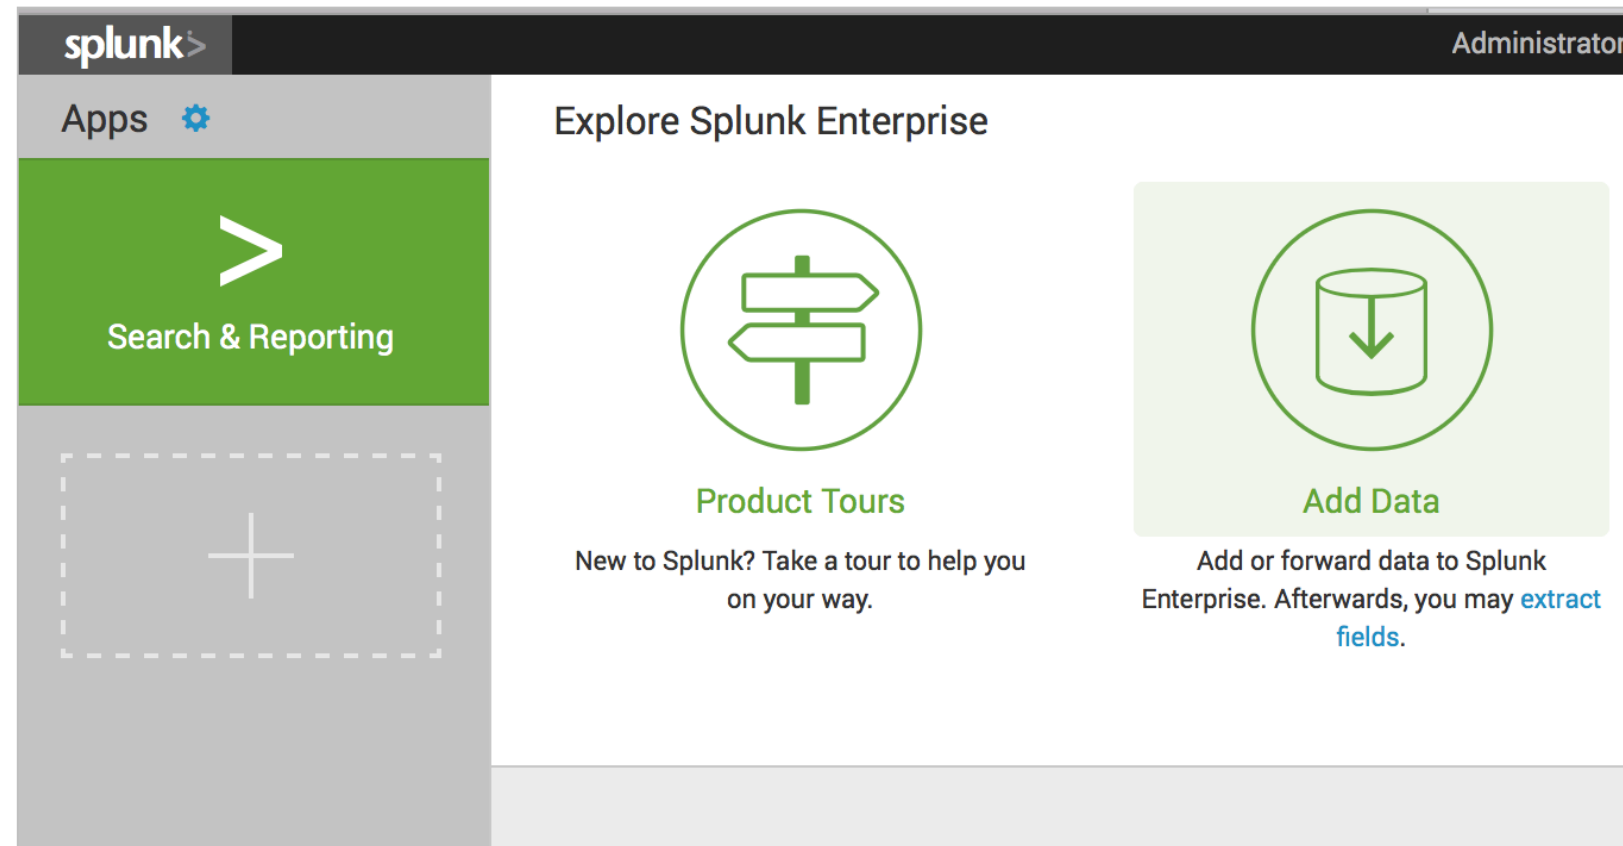 splunk>
Administrator
Apps
Explore Splunk Enterprise
Search & Reporting
Product Tours
New to Splunk? Take a tour to help you
on your way.
Add Data
Add or forward data to Splunk
Enterprise. Afterwards, you may extract
fields.